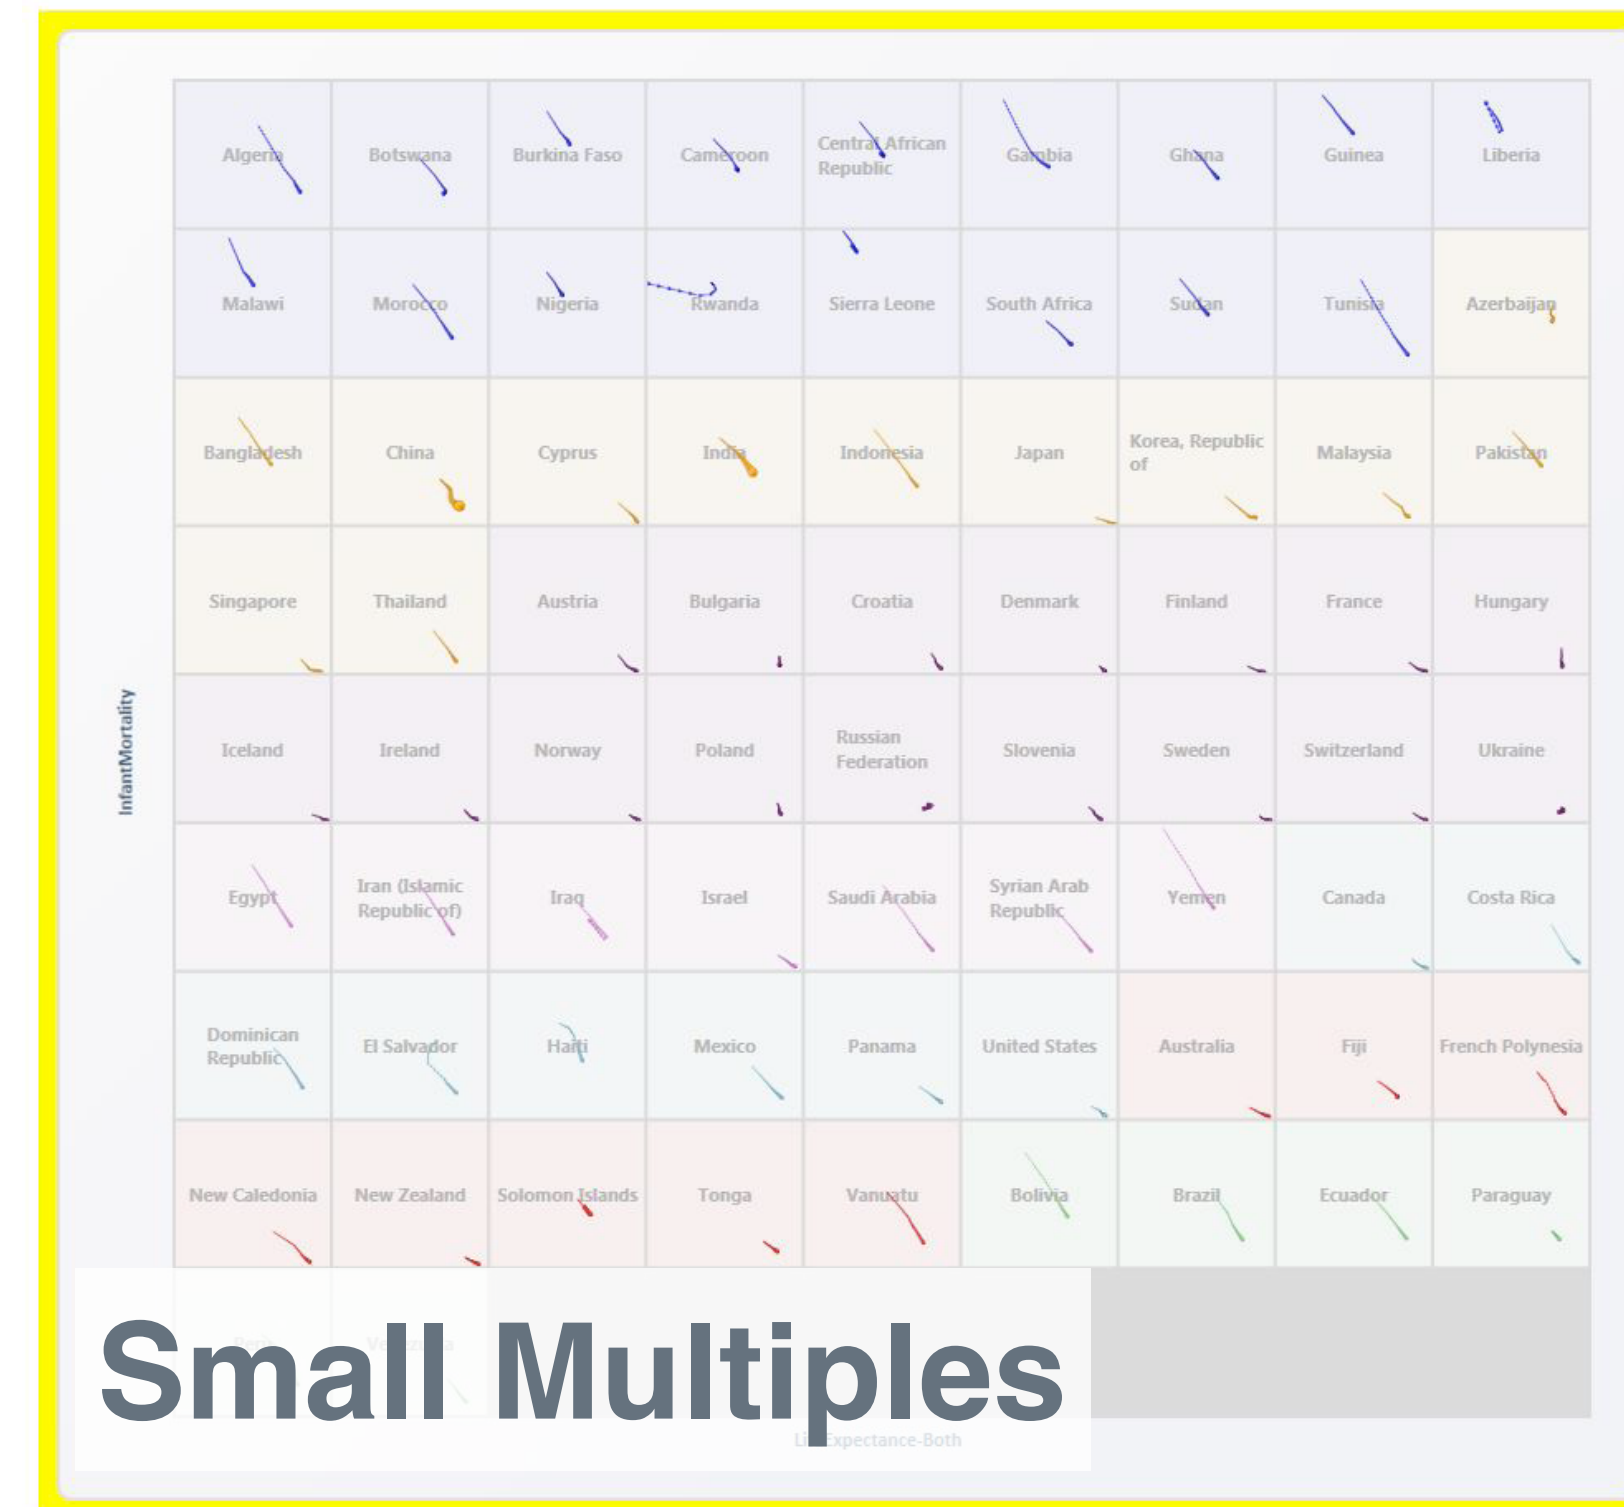 Algeria
Botswana
Burkina Faso
Cameroon
Central African
Republic
Gambia
Ghana
Guinea
Liberia
Malawi
Morocco
Nigeria
Rwanda
Sierra Leone
South Africa
Sudan
Tunisia
Azerbaijan
Bangladesh
China
Cyprus
India
Indonesia
Japan
Korea, Republic
of
Malaysia
Pakistan
Singapore
Thailand
Austria
Bulgaria
Croatia
Denmark
Finland
France
Hungary
InfantMortality
Iceland
Ireland
Norway
Poland
Russian
Federation
Slovenia
Sweden
Switzerland
Ukraine
Egypt
Iran (Islamic
Republic of)
Iraq
Israel
Saudi Arabia
Syrian Arab
Republic
Yemen
Canada
Costa Rica
Dominican
Republic
El Salvador
Haiti
Mexico
Panama
United States
Australia
Fiji
French Polynesia
New Caledonia
New Zealand
Solomon Islands
Tonga
Vanuatu
Bolivia
Brazil
Ecuador
Paraguay
Small Multiples